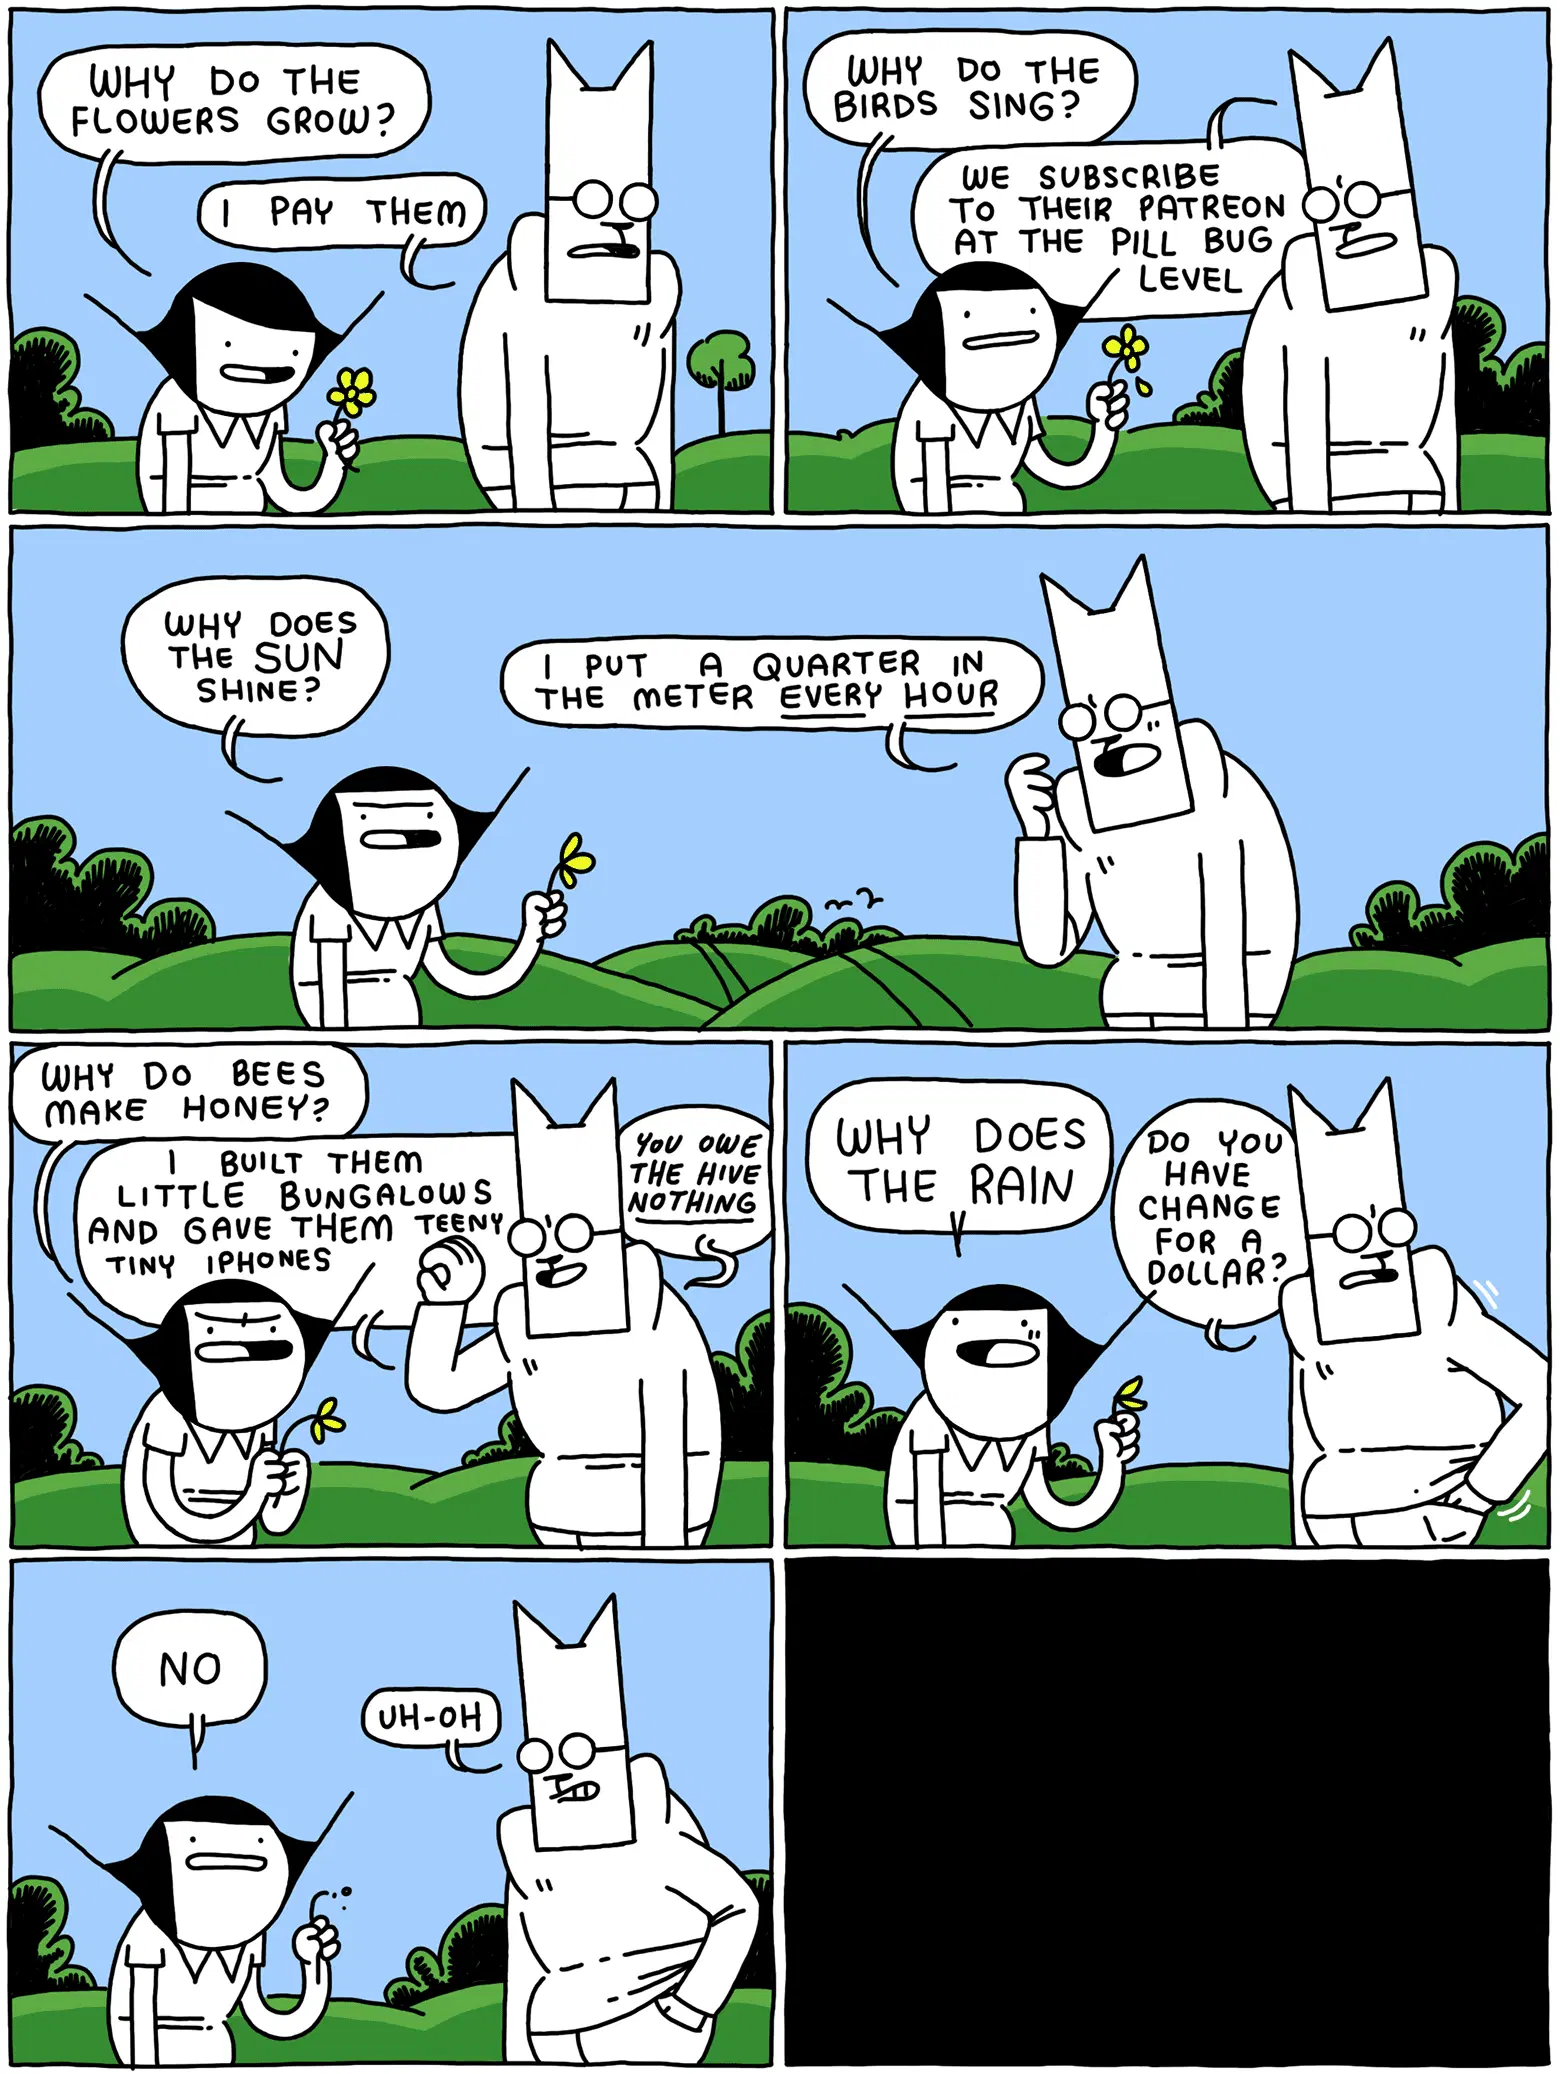 WHY DO THE
FLOWERS GROW?
I PAY THEM
WHY DO THE
BIRDS SING?
WE SUBSCRIBE
TO THEIR PATREON
AT THE PILL BUG
LEVEL
WHY DOES
THE SUN
SHINE?
I PUT A QUARTER IN
THE METER EVERY HOUR
WHY DO BEES
MAKE HONEY?
I BUILT THEM
LITTLE BUNGALOWS
AND GAVE THEM TEENY
TINY IPHONES
YOU OWE
THE HIVE
NOTHING
WHY DOES
THE RAIN
DO YOU
HAVE
CHANGE
FOR A
DOLLAR?
NO
UH-OH